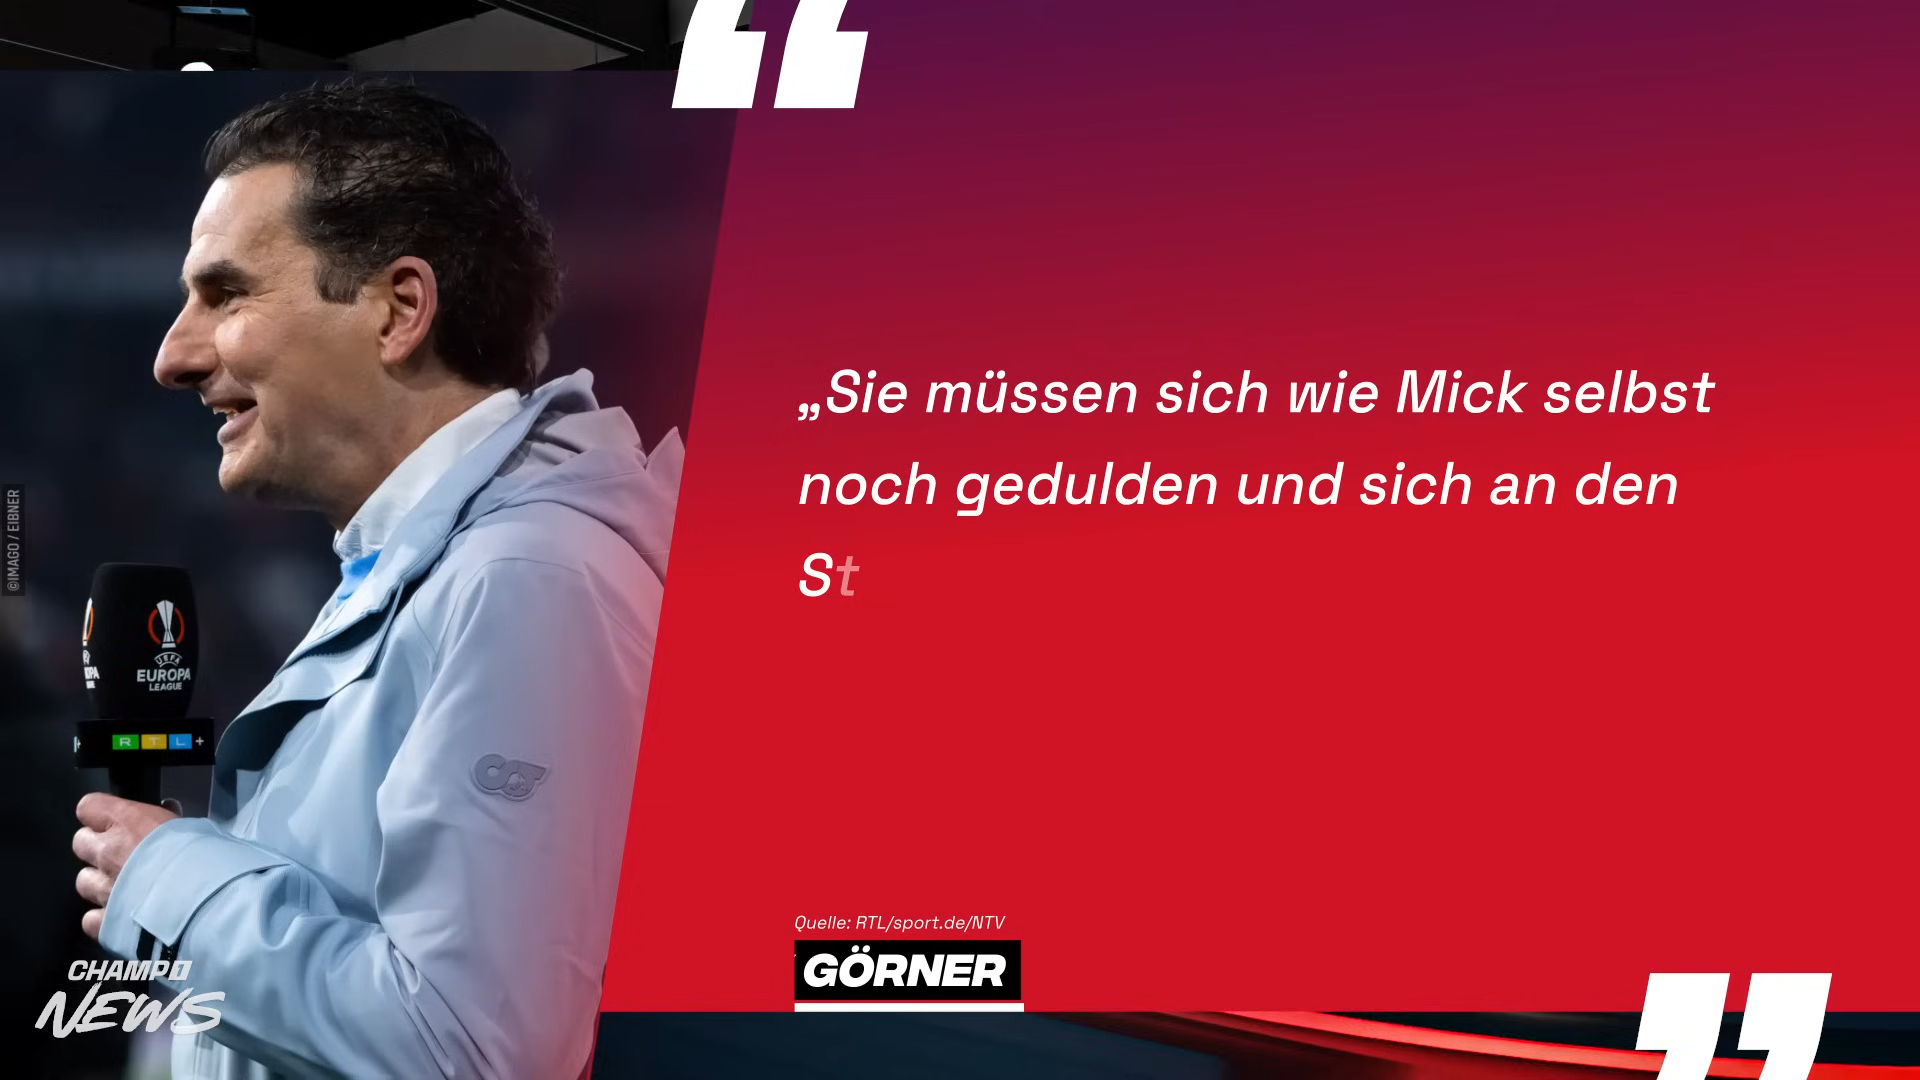 „Sie müssen sich wie Mick selbst
noch gedulden und sich an den
St
Quelle: RTL/sport.de/NTV
GÖRNER
©IMAGO / EIBNER
UEFA
EUROPA
LEAGUE
RTL+
CHAMP1
NEWS